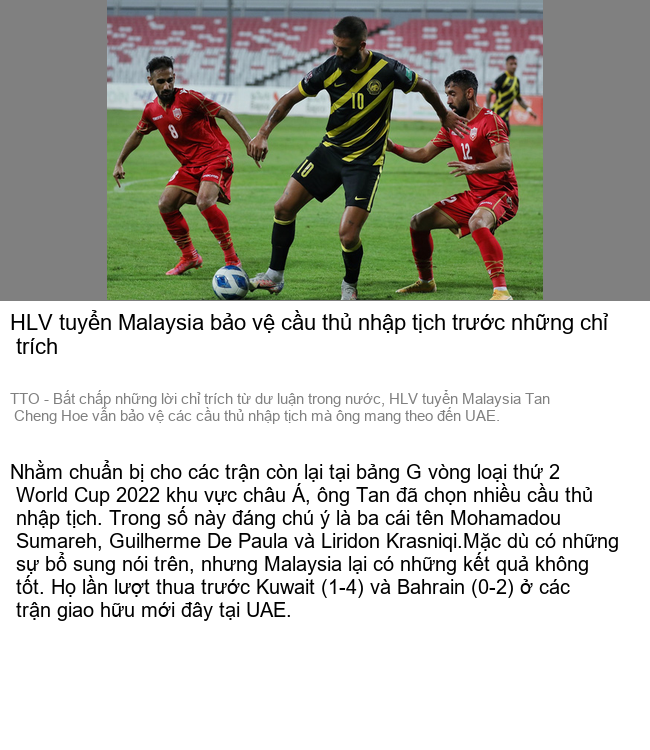 8
10
10
12
HLV tuyển Malaysia bảo vệ cầu thủ nhập tịch trước những chỉ
trích
TTO - Bất chấp những lời chỉ trích từ dư luận trong nước, HLV tuyển Malaysia Tan
Cheng Hoe vẫn bảo vệ các cầu thủ nhập tịch mà ông mang theo đến UAE.
Nhằm chuẩn bị cho các trận còn lại tại bảng G vòng loại thứ 2
World Cup 2022 khu vực châu Á, ông Tan đã chọn nhiều cầu thủ
nhập tịch. Trong số này đáng chú ý là ba cái tên Mohamadou
Sumareh, Guilherme De Paula và Liridon Krasniqi.Mặc dù có những
sự bổ sung nói trên, nhưng Malaysia lại có những kết quả không
tốt. Họ lần lượt thua trước Kuwait (1-4) và Bahrain (0-2) ở các
trận giao hữu mới đây tại UAE.